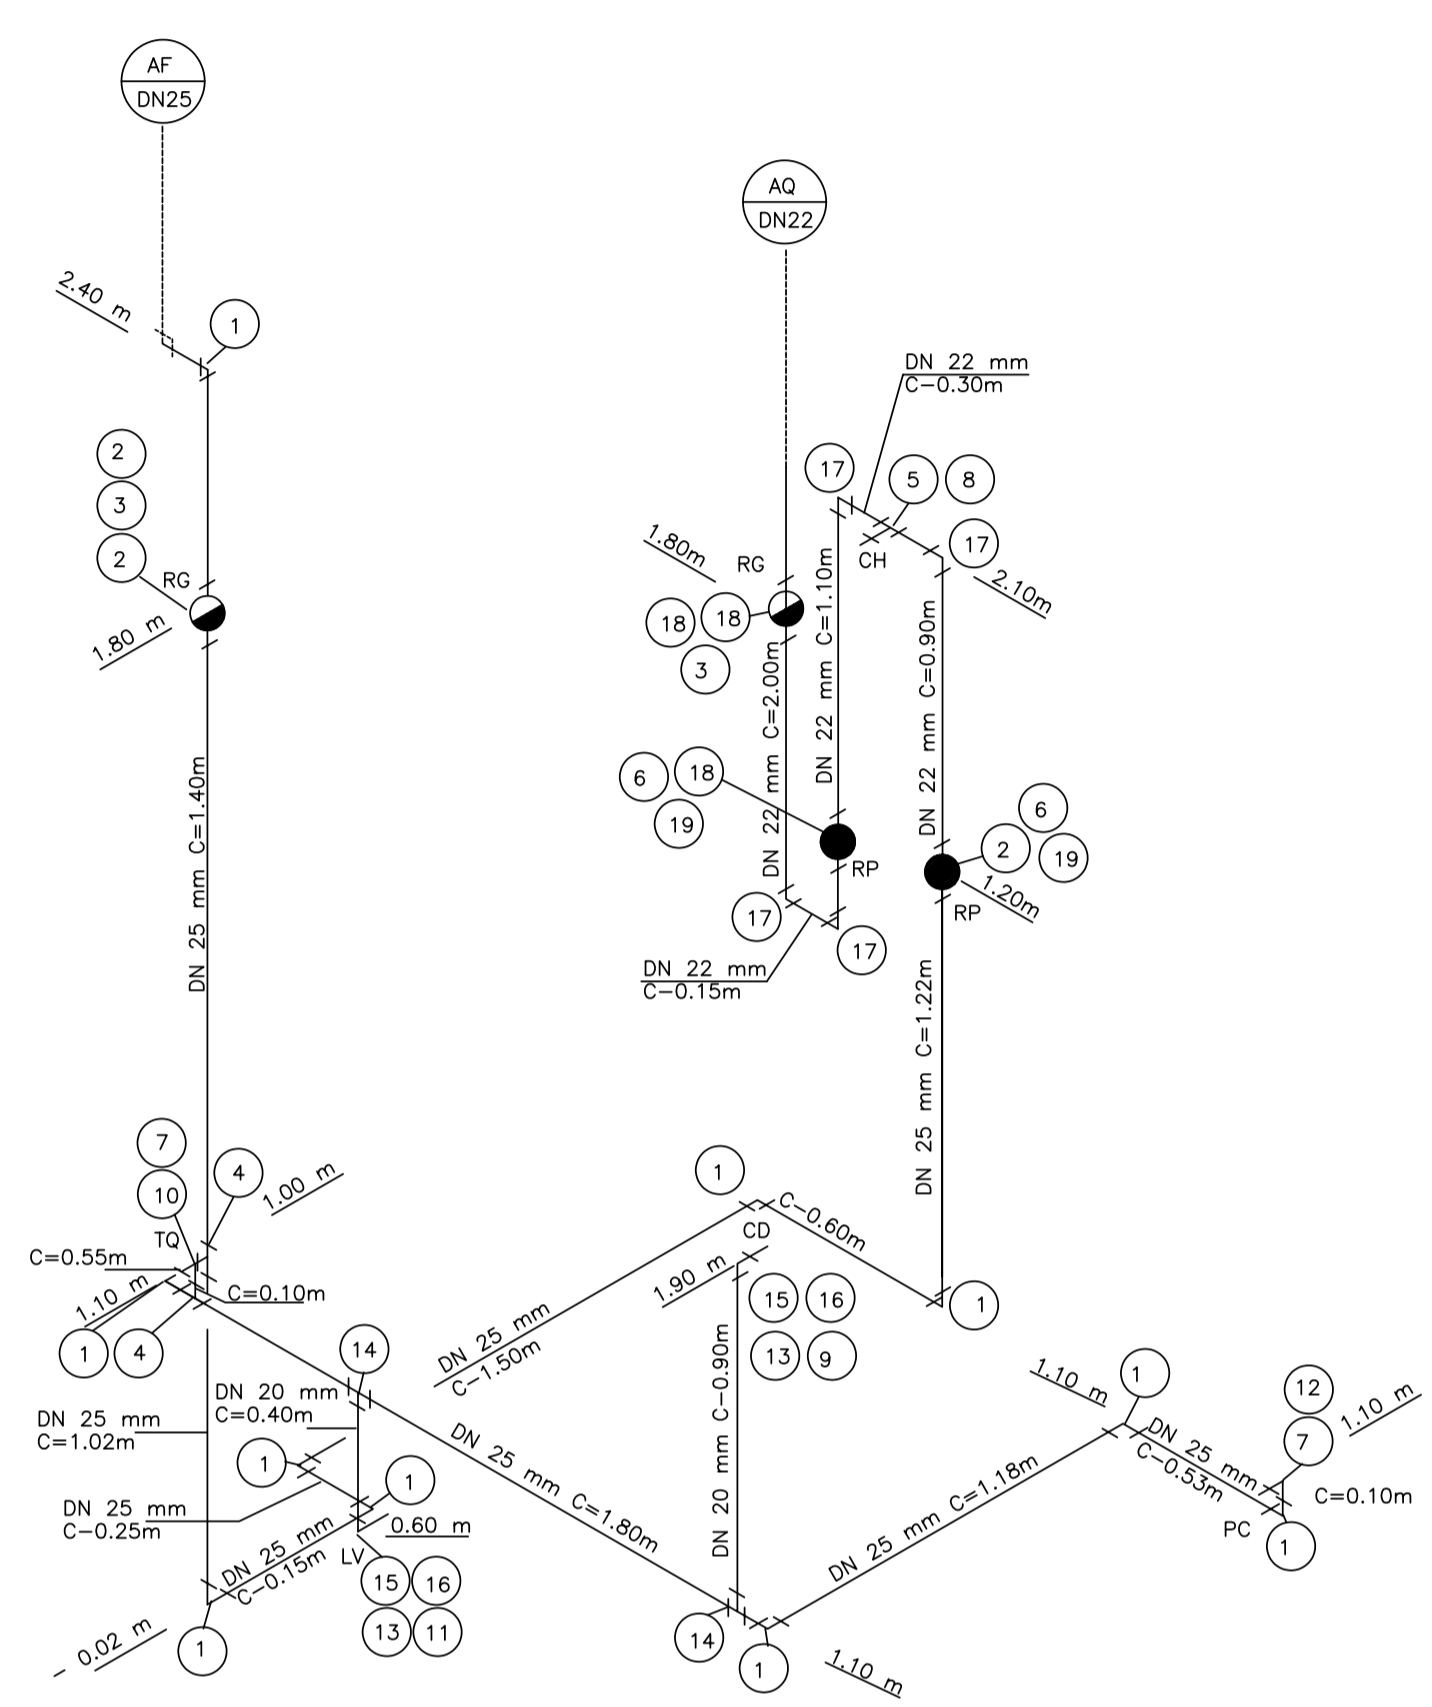 AF
DN25
AQ
DN22
2.40 m
1
DN 22 mm
C-0.30m
2
3
2
RG
1.80 m
17
5
8
17
2.10m
CH
1.80m
RG
18
18
3
DN 22 mm C=2.00m
DN 22 mm C=1.10m
DN 22 mm C=0.90m
6
18
19
RP
6
2
19
1.20m
RP
17
17
DN 22 mm
C-0.15m
DN 25 mm C=1.40m
DN 25 mm C=1.22m
7
10
4
1.00 m
TQ
C=0.55m
1.10 m
C=0.10m
1
4
1
CD
C-0.60m
1.90 m
1
15
16
13
9
DN 25 mm
C-1.50m
14
DN 20 mm
C=0.40m
DN 25 mm
C=1.02m
1
1
DN 25 mm
C-0.25m
0.60 m
LV
DN 25 mm
C-0.15m
15
16
13
11
1
- 0.02 m
DN 25 mm C=1.80m
DN 20 mm C-0.90m
14
1
1.10 m
DN 25 mm C=1.18m
1.10 m
1
DN 25 mm
C-0.53m
12
7
1.10 m
C=0.10m
PC
1